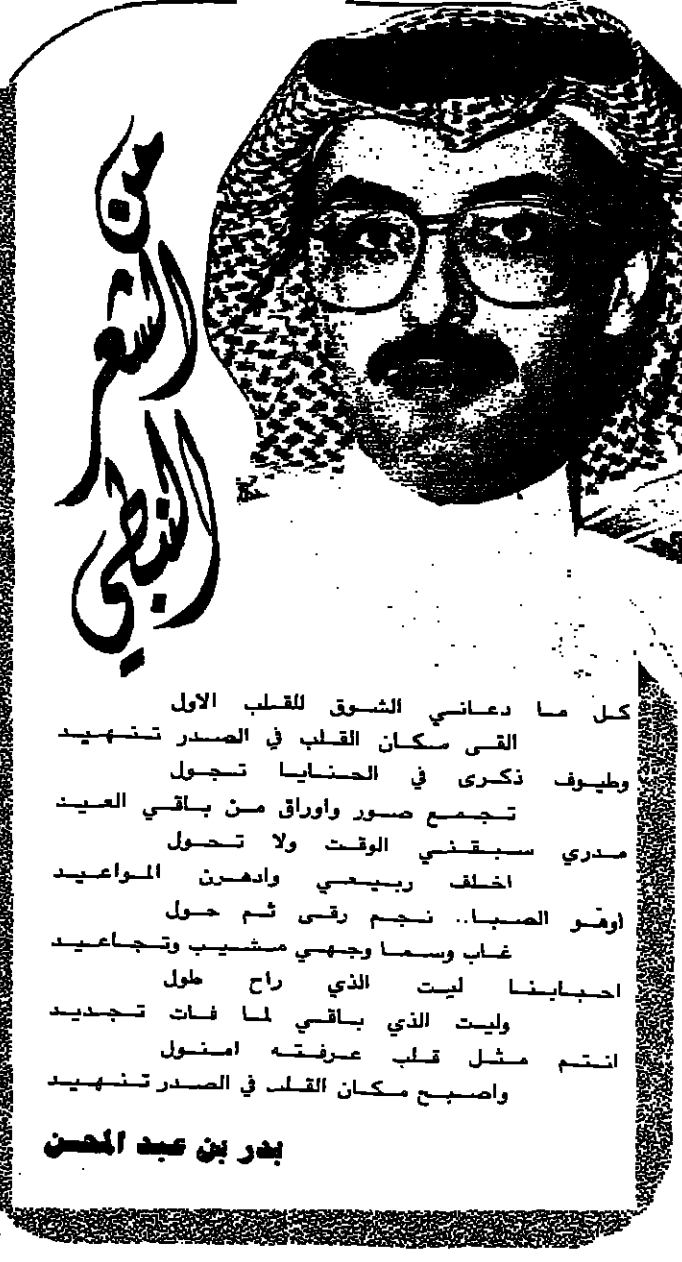 من
الشعر
النبطي
كل ما دعاني الشوق للقلب الاول
القى سكان القلب في الصدر تنهيد
وطيوف ذكرى في الحنايا تجول
تجمع صور واوراق من باقي العيد
مدري سبقني الوقت ولا تحول
اخلف ربيعي وادهرن المواعيد
أوهو الصبا.. نجم رقى ثم حول
غاب وسما وجهي مشيب وتجاعيد
احبابنا ليت الذي راح طول
وليت الذي باقي لما فات تجديد
انتم مثل قلب عرفته امنول
واصبح مكان القلب في الصدر تنهيد
بدر بن عبد المحسن